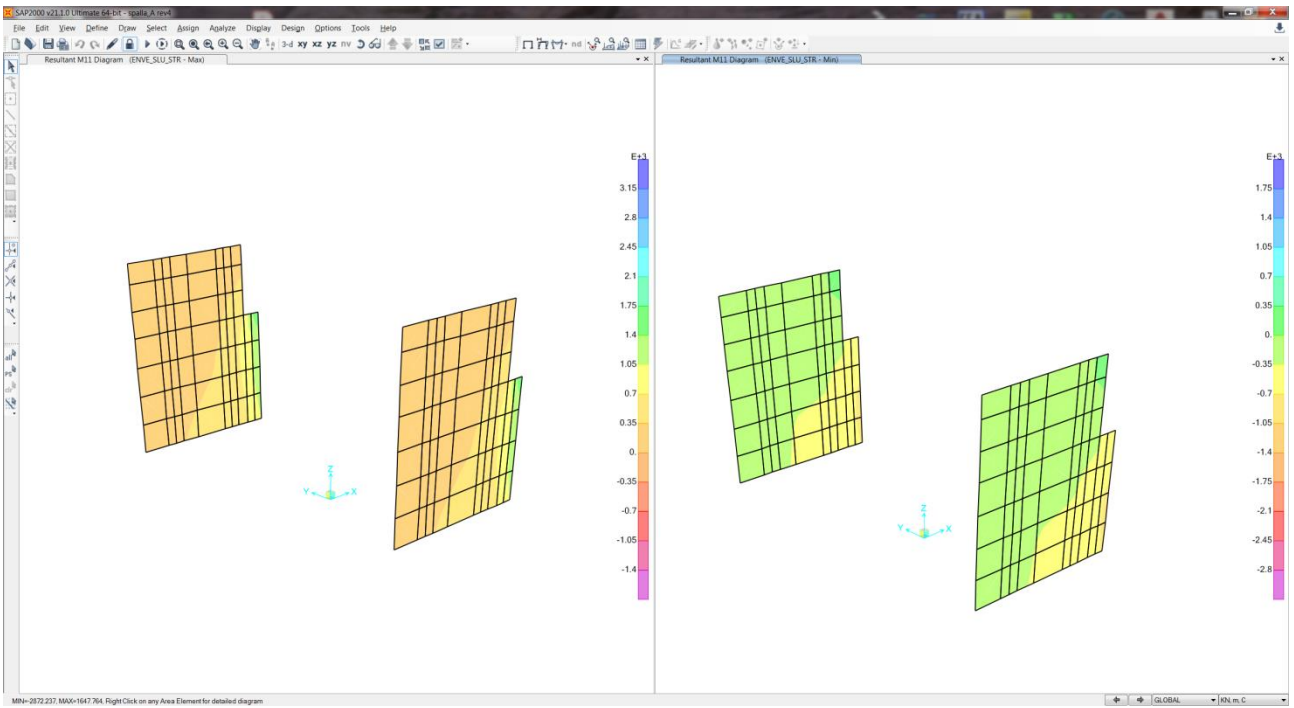 SAP2000 v21.1.0 Ultimate 64-bit - spalla_A rev4
File Edit View Define Draw Select Assign Analyze Display Design Options Tools Help
3-d xy xz yz nv
nd
Resultant M11 Diagram (ENVE_SLU_STR - Max)
E+3
3.15
2.8
2.45
2.1
1.75
1.4
1.05
0.7
0.35
0.
-0.35
-0.7
-1.05
-1.4
Z
Y
X
Resultant M11 Diagram (ENVE_SLU_STR - Min)
E+3
1.75
1.4
1.05
0.7
0.35
0.
-0.35
-0.7
-1.05
-1.4
-1.75
-2.1
-2.45
-2.8
Z
Y
X
MIN=-2872.237, MAX=1647.764, Right Click on any Area Element for detailed diagram
GLOBAL
KN, m, C